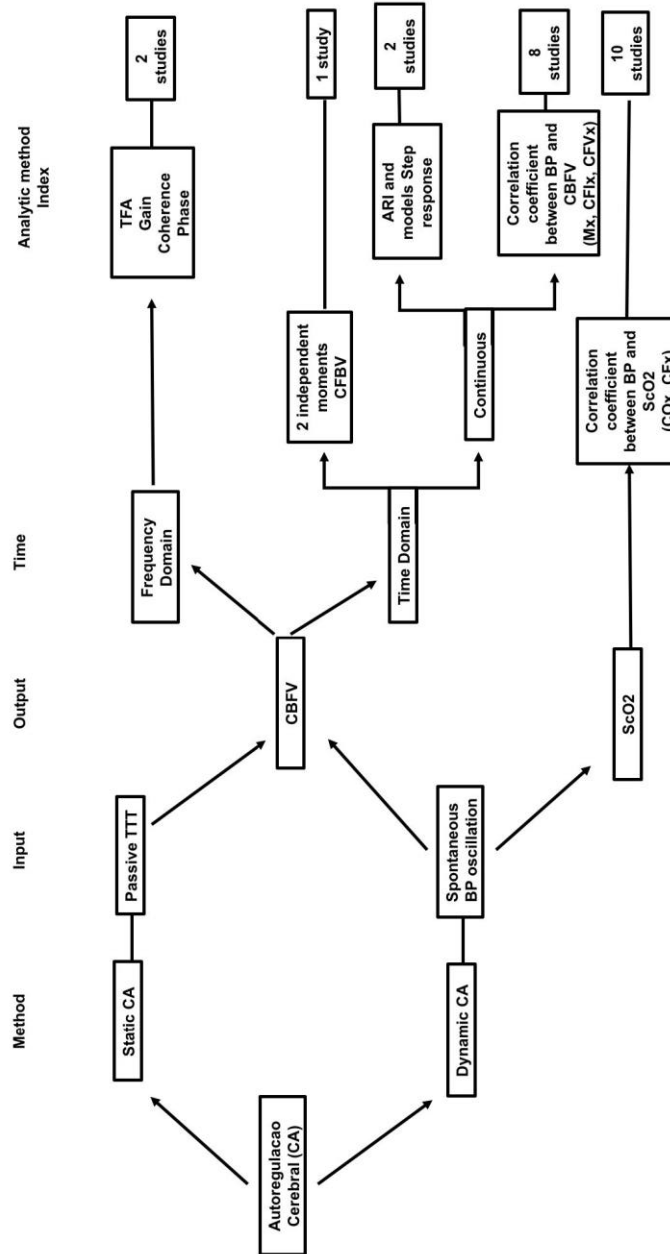 Method
Input
Output
Time
Analytic method
Index
Autoregulacao
Cerebral (CA)
Static CA
Passive TTT
Dynamic CA
Spontaneous
BP oscillation
CBFV
ScO2
Frequency
Domain
Time Domain
TFA
Gain
Coherence
Phase
2
studies
2 independent
moments
CFBV
1 study
Continuous
ARI and
models Step
response
2
studies
Correlation
coefficient
between BP and
CBFV
(Mx, CFIx, CFVx)
8
studies
Correlation
coefficient
between BP and
ScO2
(COx, CFx)
10
studies